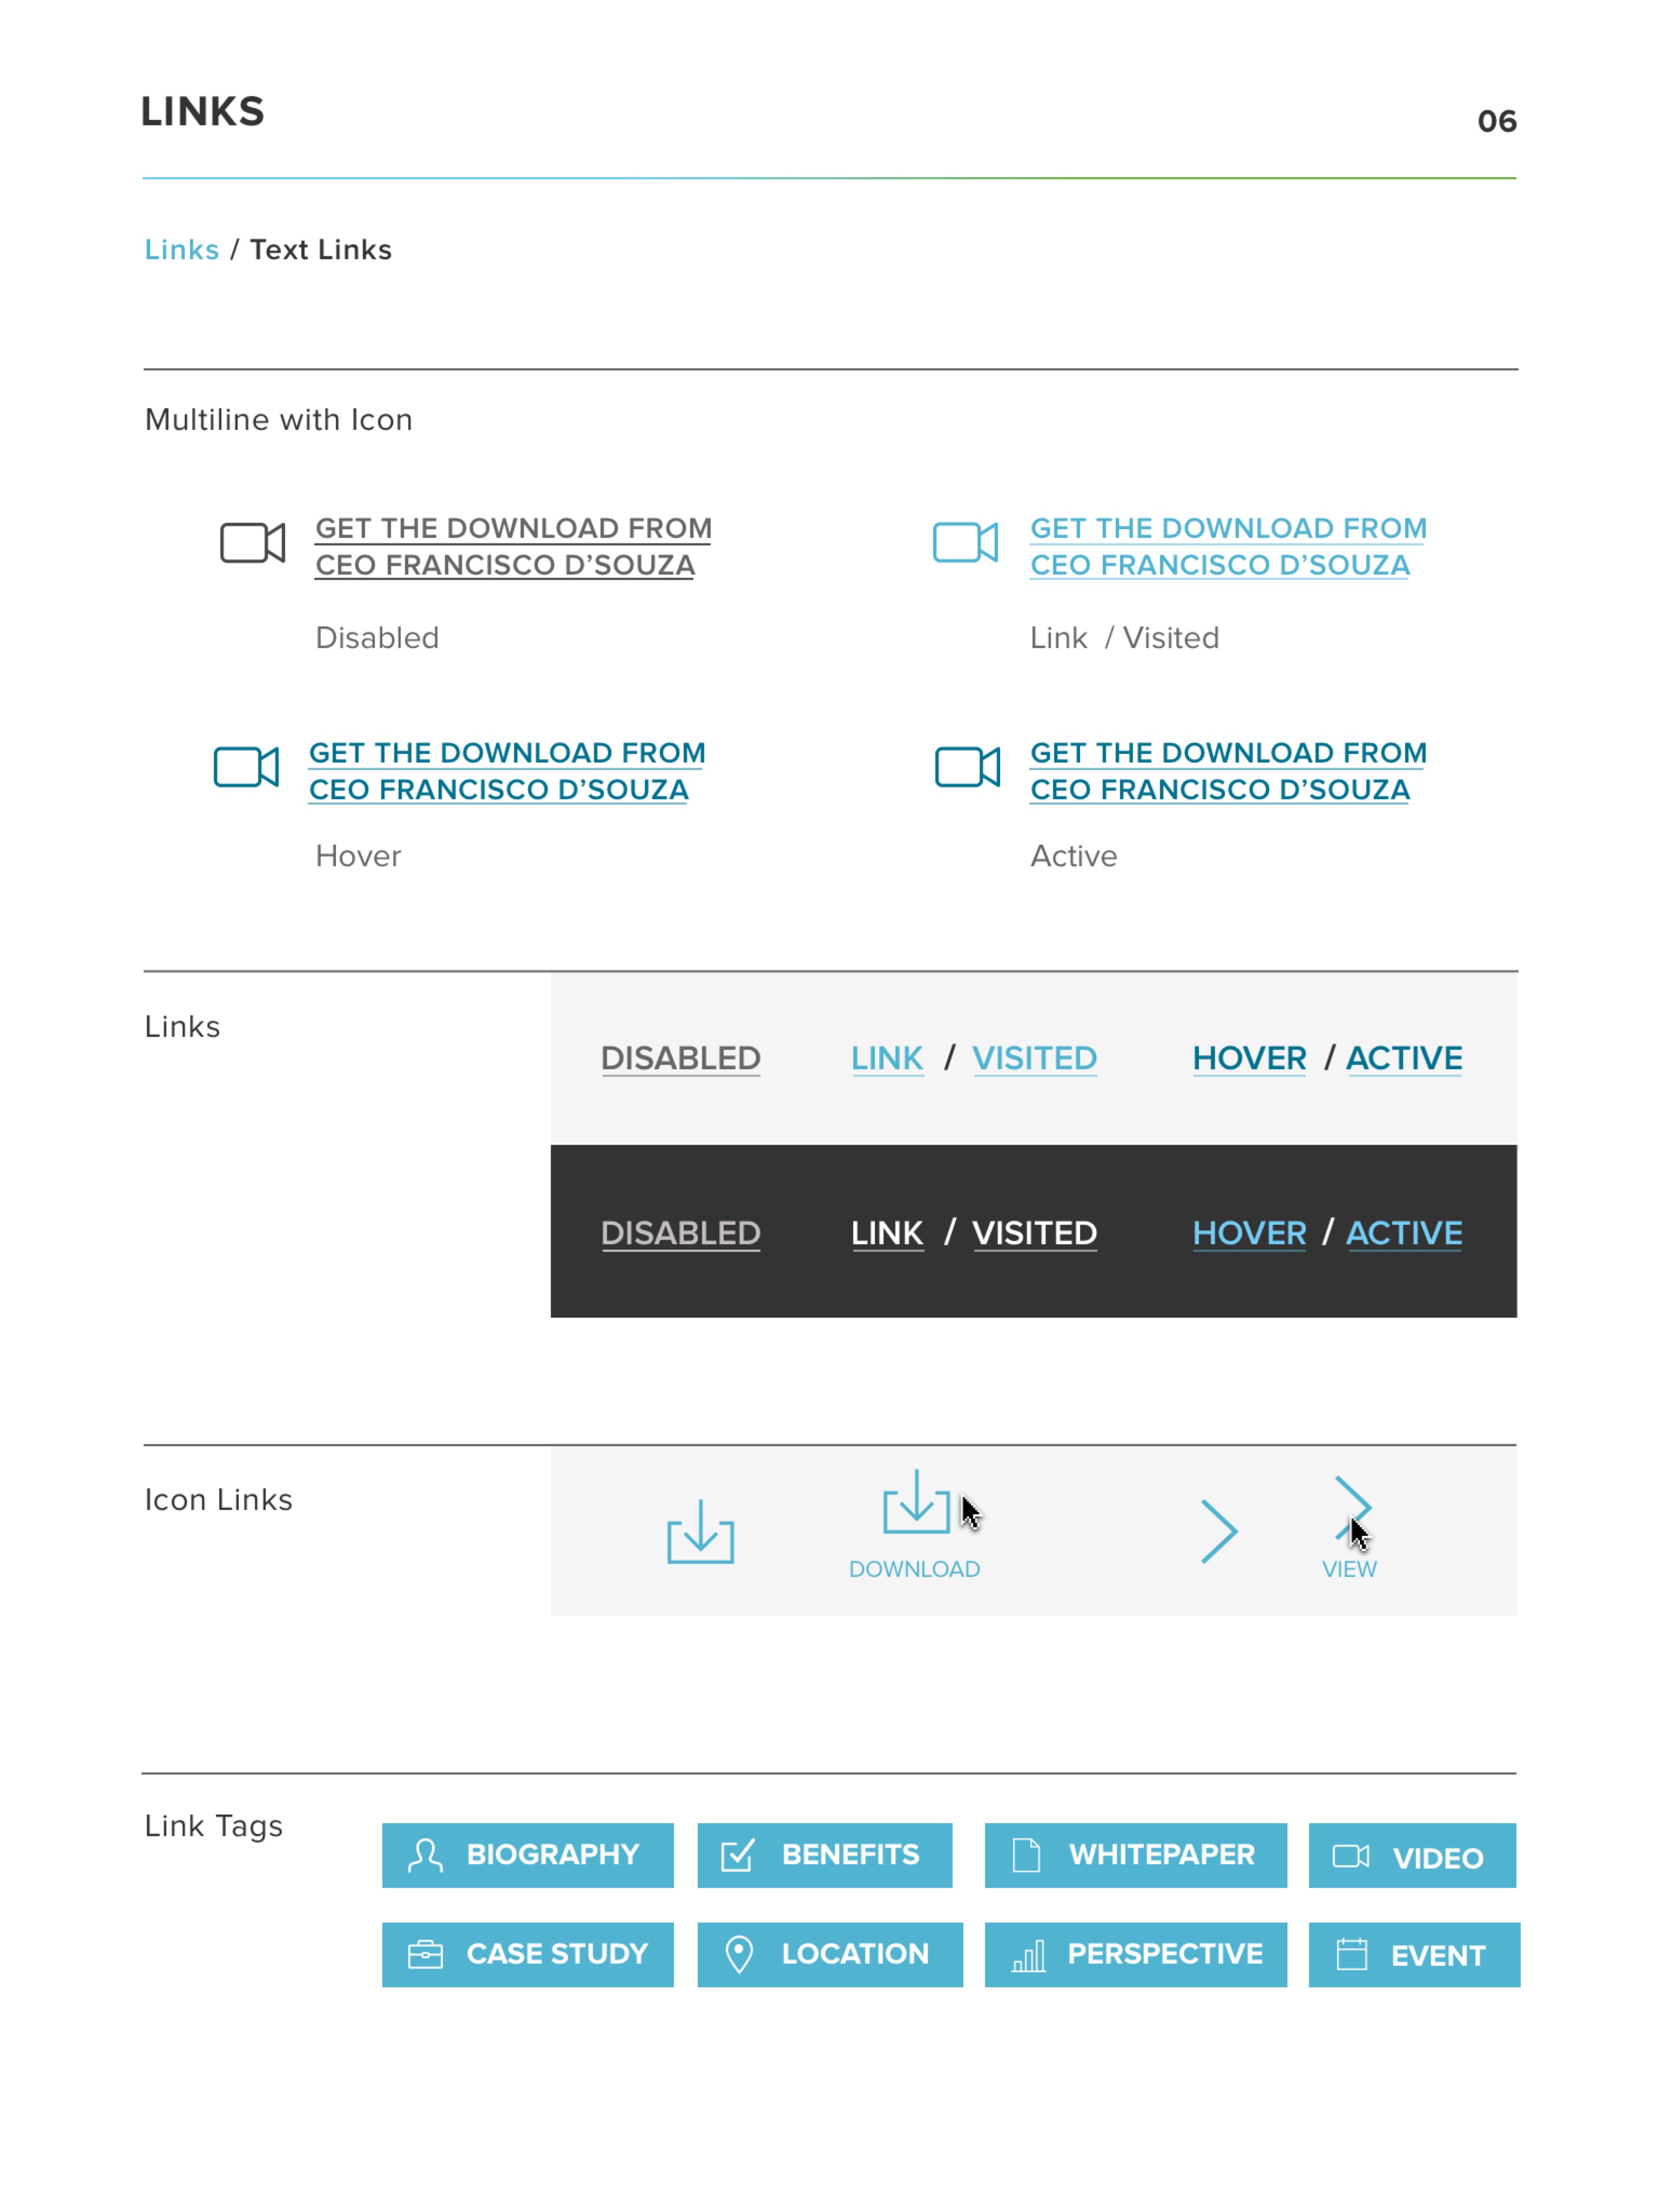 LINKS
06
Links / Text Links
Multiline with Icon
GET THE DOWNLOAD FROM
CEO FRANCISCO D’SOUZA
Disabled
GET THE DOWNLOAD FROM
CEO FRANCISCO D’SOUZA
Link / Visited
GET THE DOWNLOAD FROM
CEO FRANCISCO D’SOUZA
Hover
GET THE DOWNLOAD FROM
CEO FRANCISCO D’SOUZA
Active
Links
DISABLED LINK / VISITED HOVER / ACTIVE
DISABLED LINK / VISITED HOVER / ACTIVE
Icon Links
DOWNLOAD VIEW
Link Tags
BIOGRAPHY BENEFITS WHITEPAPER VIDEO
CASE STUDY LOCATION PERSPECTIVE EVENT